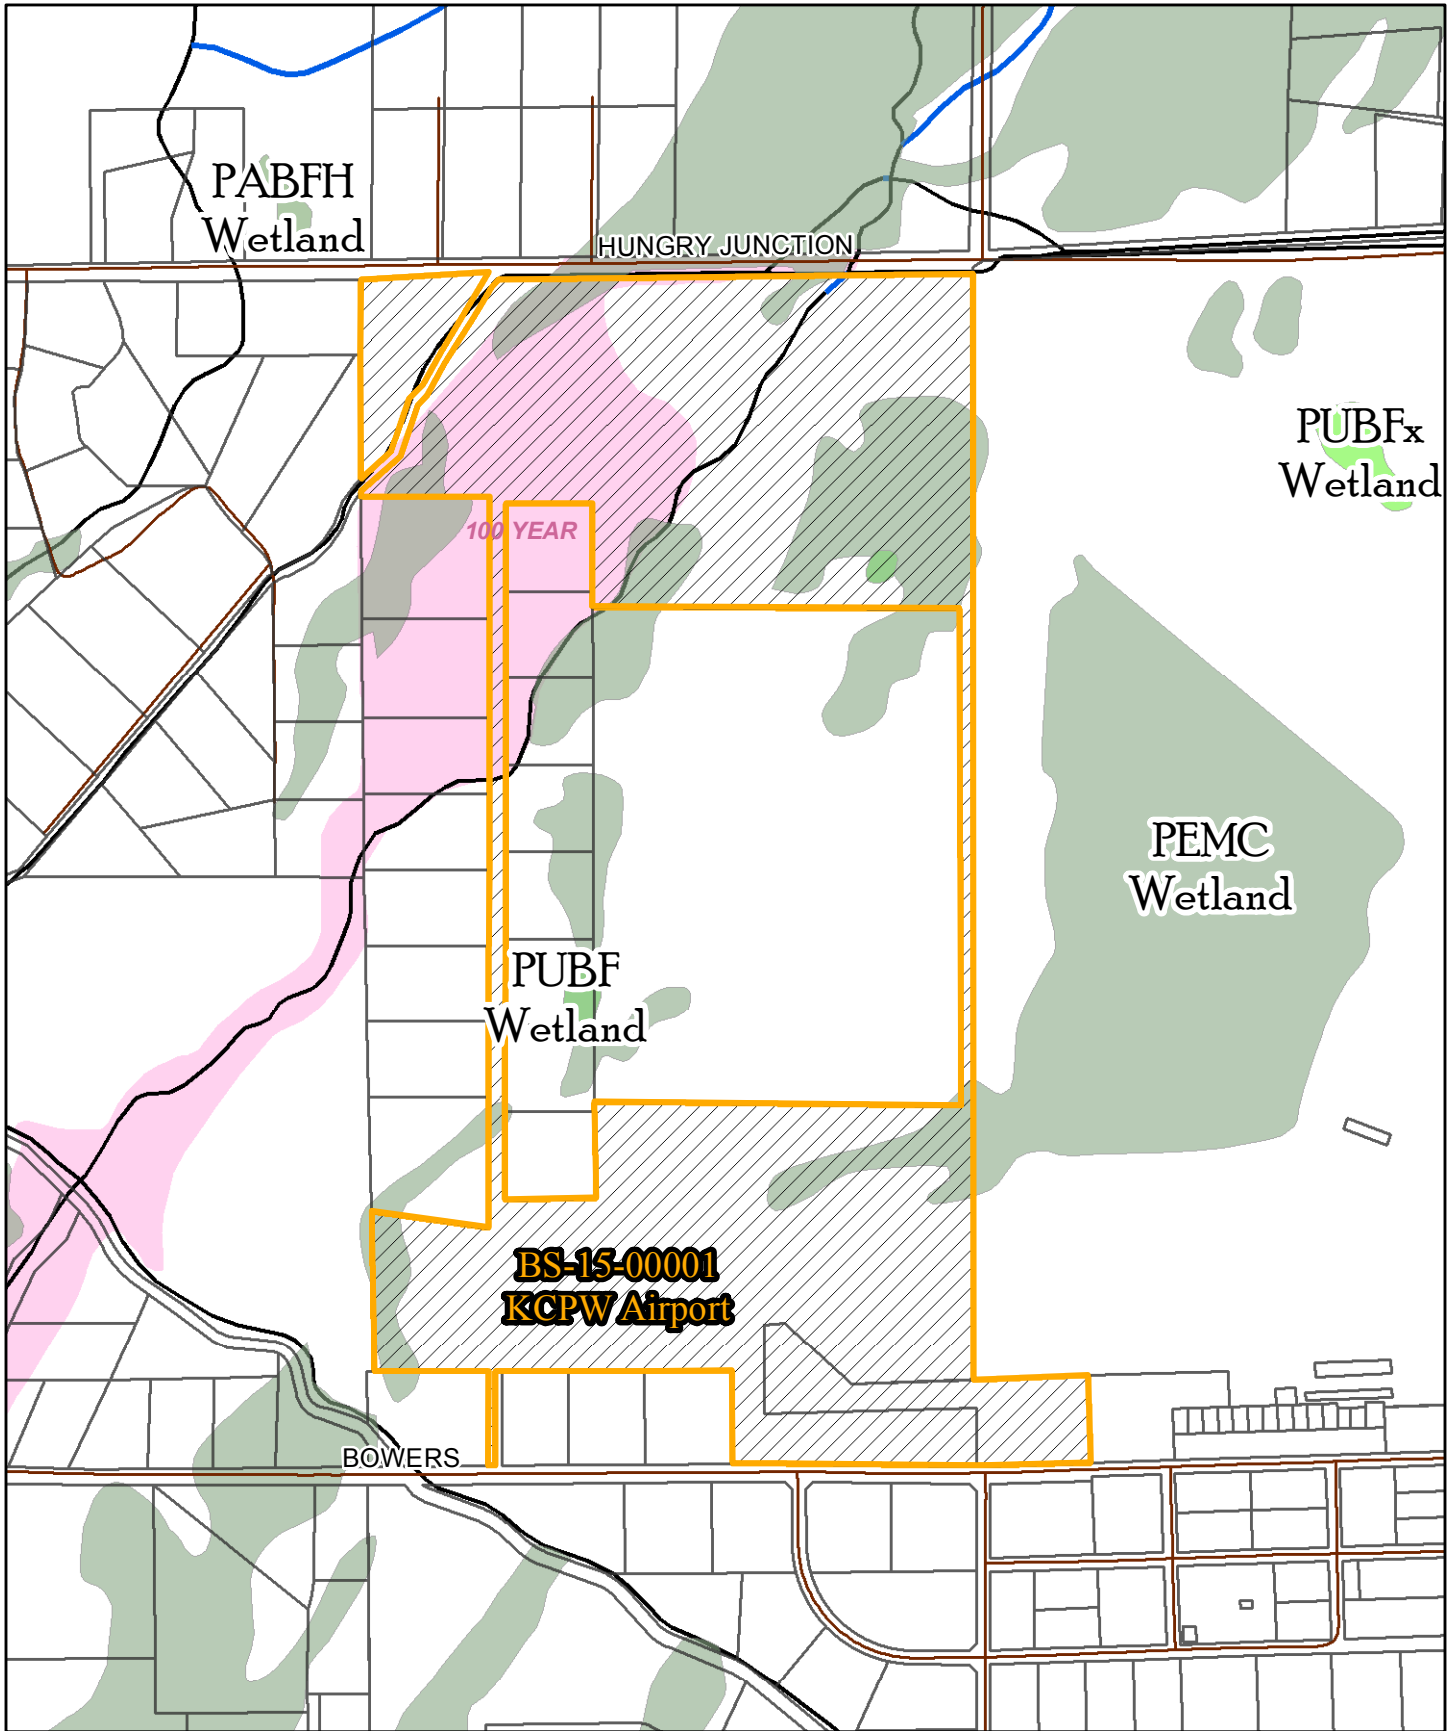 PABFH
Wetland
HUNGRY JUNCTION
PUBFx
Wetland
100 YEAR
PEMC
Wetland
PUBF
Wetland
BS-15-00001
KCPW Airport
BOWERS